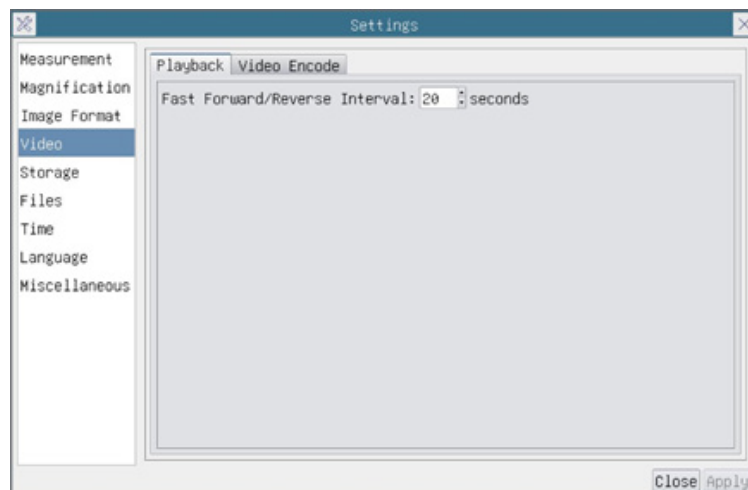 Settings
Measurement
Magnification
Image Format
Video
Storage
Files
Time
Language
Miscellaneous
Playback Video Encode
Fast Forward/Reverse Interval: 20 seconds
Close Apply